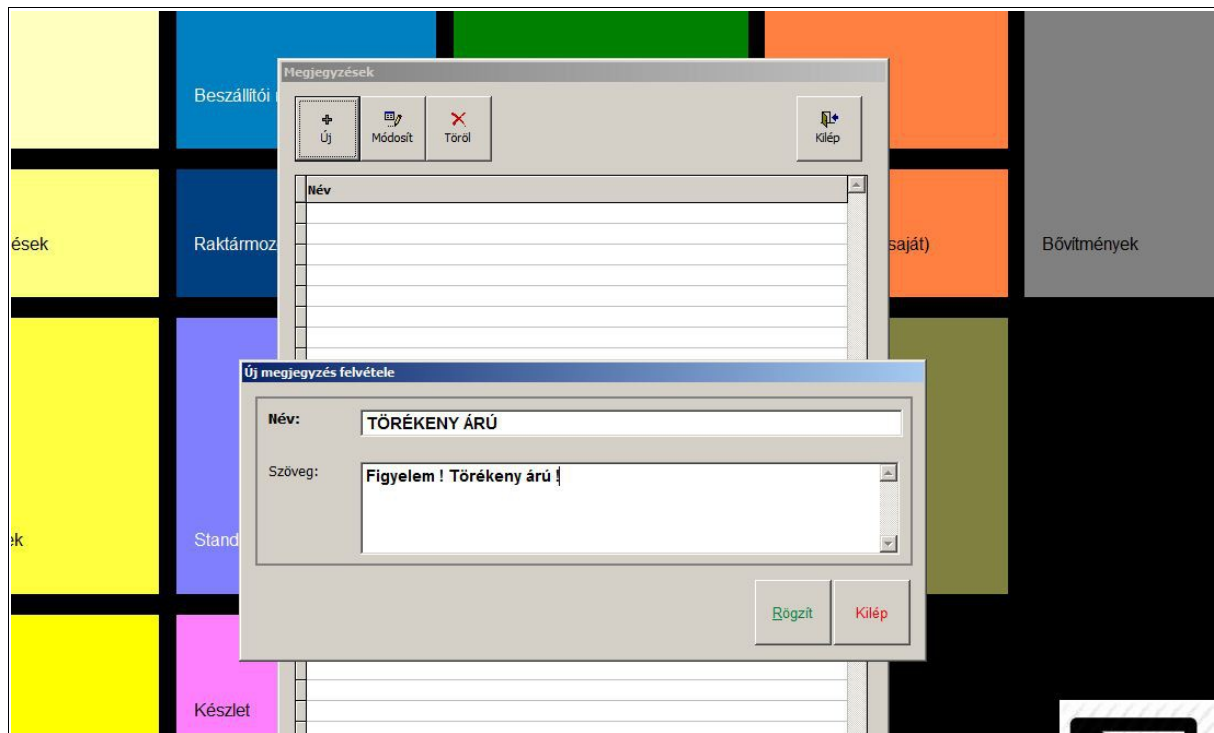 Megjegyzések
Beszállítói
Új
Módosít
Töröl
Kilép
Név
ések
Raktármoz
saját)
Bővítmények
Új megjegyzés felvétele
Név:
TÖRÉKENY ÁRÚ
Szöveg:
Figyelem ! Törékeny árú !
ek
Stand
Rögzít
Kilép
Készlet